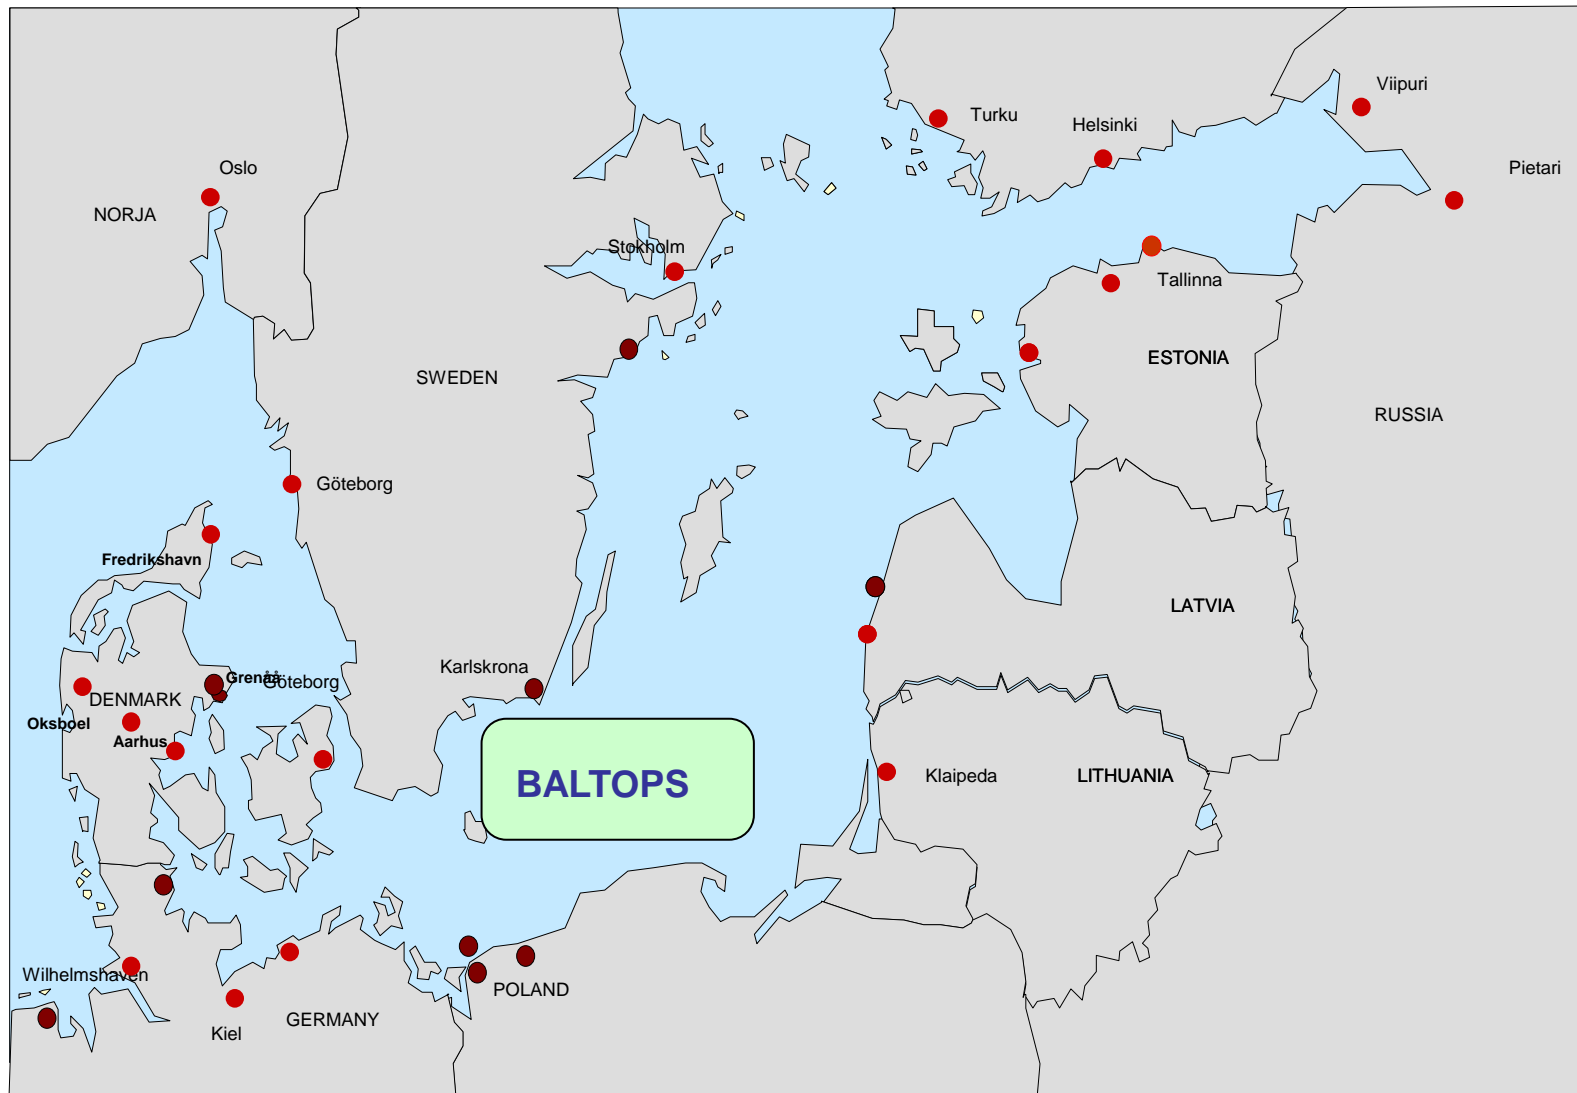 Viipuri
Turku
Helsinki
Oslo
Pietari
NORJA
Stokholm
Tallinna
ESTONIA
SWEDEN
RUSSIA
Göteborg
Fredrikshavn
LATVIA
Karlskrona
Grenåå
Göteborg
DENMARK
Oksboel
Aarhus
BALTOPS
Klaipeda
LITHUANIA
Wilhelmshaven
POLAND
Kiel
GERMANY